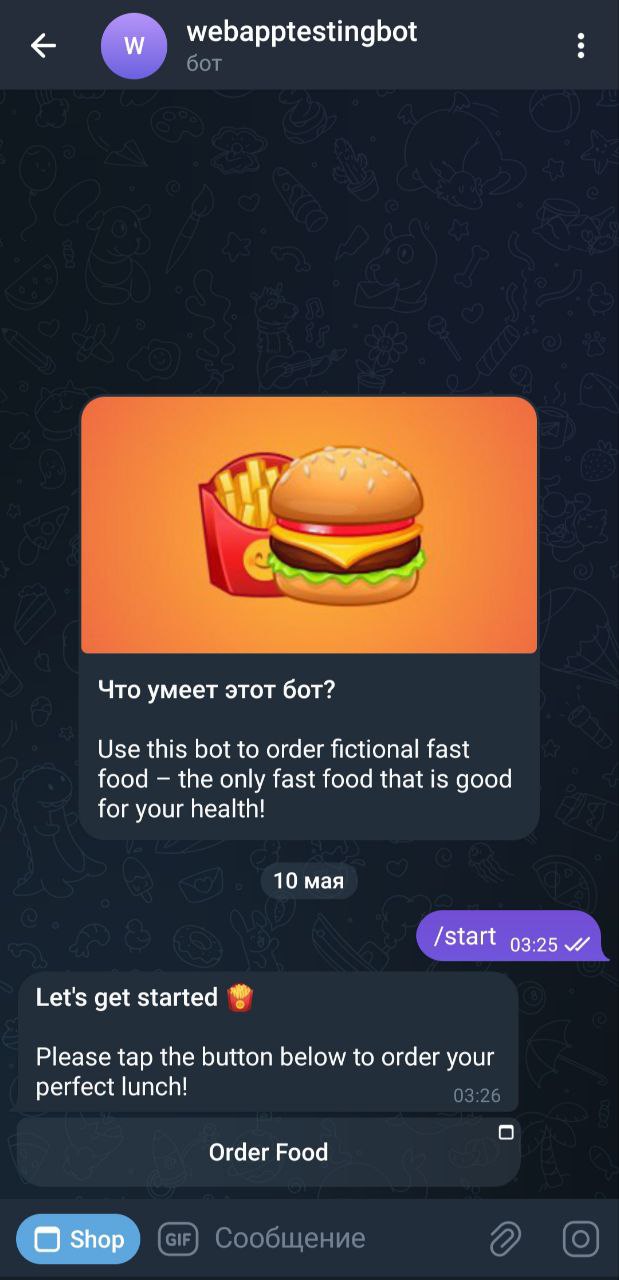 W
webapptestingbot
бот
Что умеет этот бот?
Use this bot to order fictional fast
food – the only fast food that is good
for your health!
10 мая
/start 03:25
Let's get started 🍟
Please tap the button below to order your
perfect lunch!
03:26
Order Food
Shop GIF Сообщение